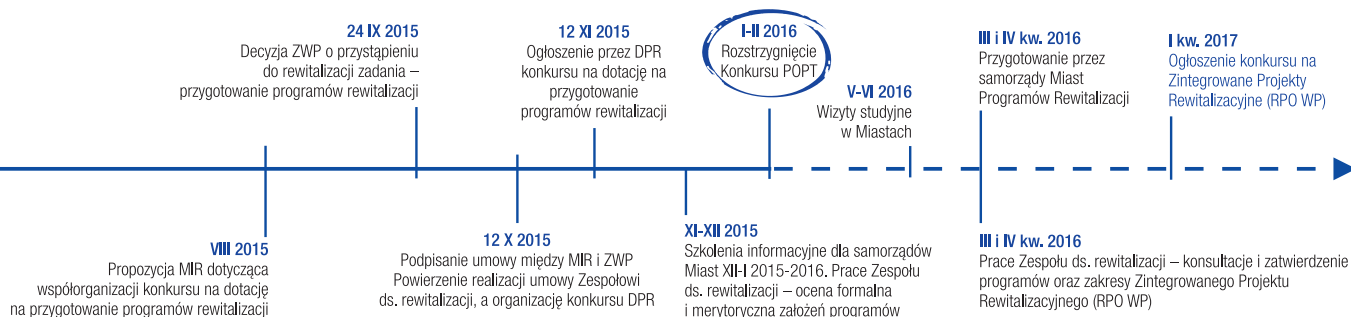 24 IX 2015
Decyzja ZWP o przystąpieniu
do rewitalizacji zadania –
przygotowanie programów rewitalizacji
12 XI 2015
Ogłoszenie przez DPR
konkursu na dotację na
przygotowanie
programów rewitalizacji
I-II 2016
Rozstrzygnięcie
Konkursu POPT
V-VI 2016
Wizyty studyjne
w Miastach
III i IV kw. 2016
Przygotowanie przez
samorządy Miast
Programów Rewitalizacji
I kw. 2017
Ogłoszenie konkursu na
Zintegrowane Projekty
Rewitalizacyjne (RPO WP)
VIII 2015
Propozycja MIR dotycząca
współorganizacji konkursu na dotację
na przygotowanie programów rewitalizacji
12 X 2015
Podpisanie umowy między MIR i ZWP
Powierzenie realizacji umowy Zespołowi
ds. rewitalizacji, a organizację konkursu DPR
XI-XII 2015
Szkolenia informacyjne dla samorządów
Miast XII-I 2015-2016. Prace Zespołu
ds. rewitalizacji – ocena formalna
i merytoryczna założeń programów
III i IV kw. 2016
Prace Zespołu ds. rewitalizacji – konsultacje i zatwierdzenie
programów oraz zakresy Zintegrowanego Projektu
Rewitalizacyjnego (RPO WP)